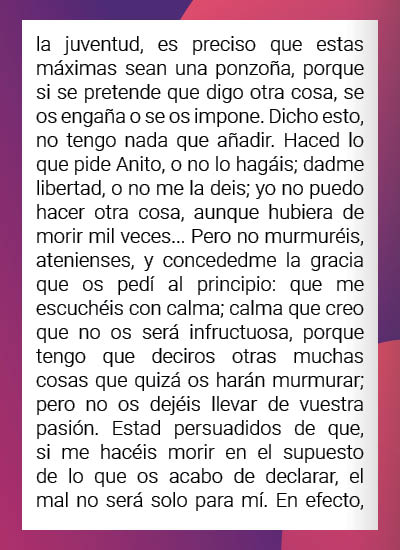 la juventud, es preciso que estas
máximas sean una ponzoña, porque
si se pretende que digo otra cosa, se
os engaña o se os impone. Dicho esto,
no tengo nada que añadir. Haced lo
que pide Anito, o no lo hagáis; dadme
libertad, o no me la deis; yo no puedo
hacer otra cosa, aunque hubiera de
morir mil veces... Pero no murmuréis,
atenienses, y concededme la gracia
que os pedí al principio: que me
escuchéis con calma; calma que creo
que no os será infructuosa, porque
tengo que deciros otras muchas
cosas que quizá os harán murmurar;
pero no os dejéis llevar de vuestra
pasión. Estad persuadidos de que,
si me hacéis morir en el supuesto
de lo que os acabo de declarar, el
mal no será solo para mí. En efecto,